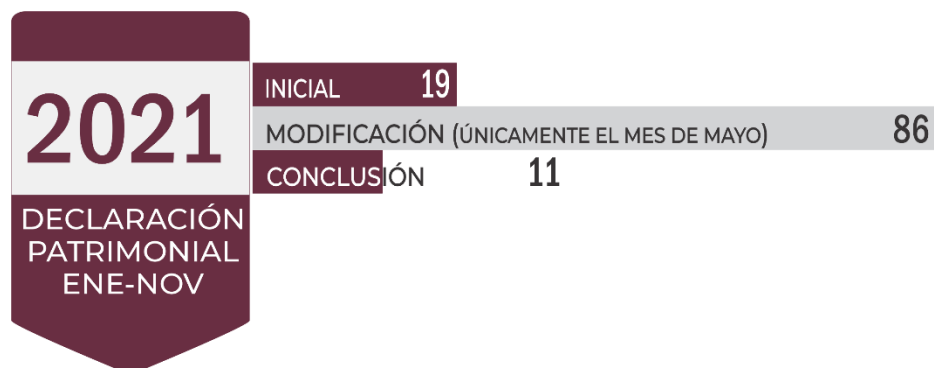 2021
DECLARACIÓN
PATRIMONIAL
ENE-NOV
INICIAL 19
MODIFICACIÓN (ÚNICAMENTE EL MES DE MAYO) 86
CONCLUSIÓN 11